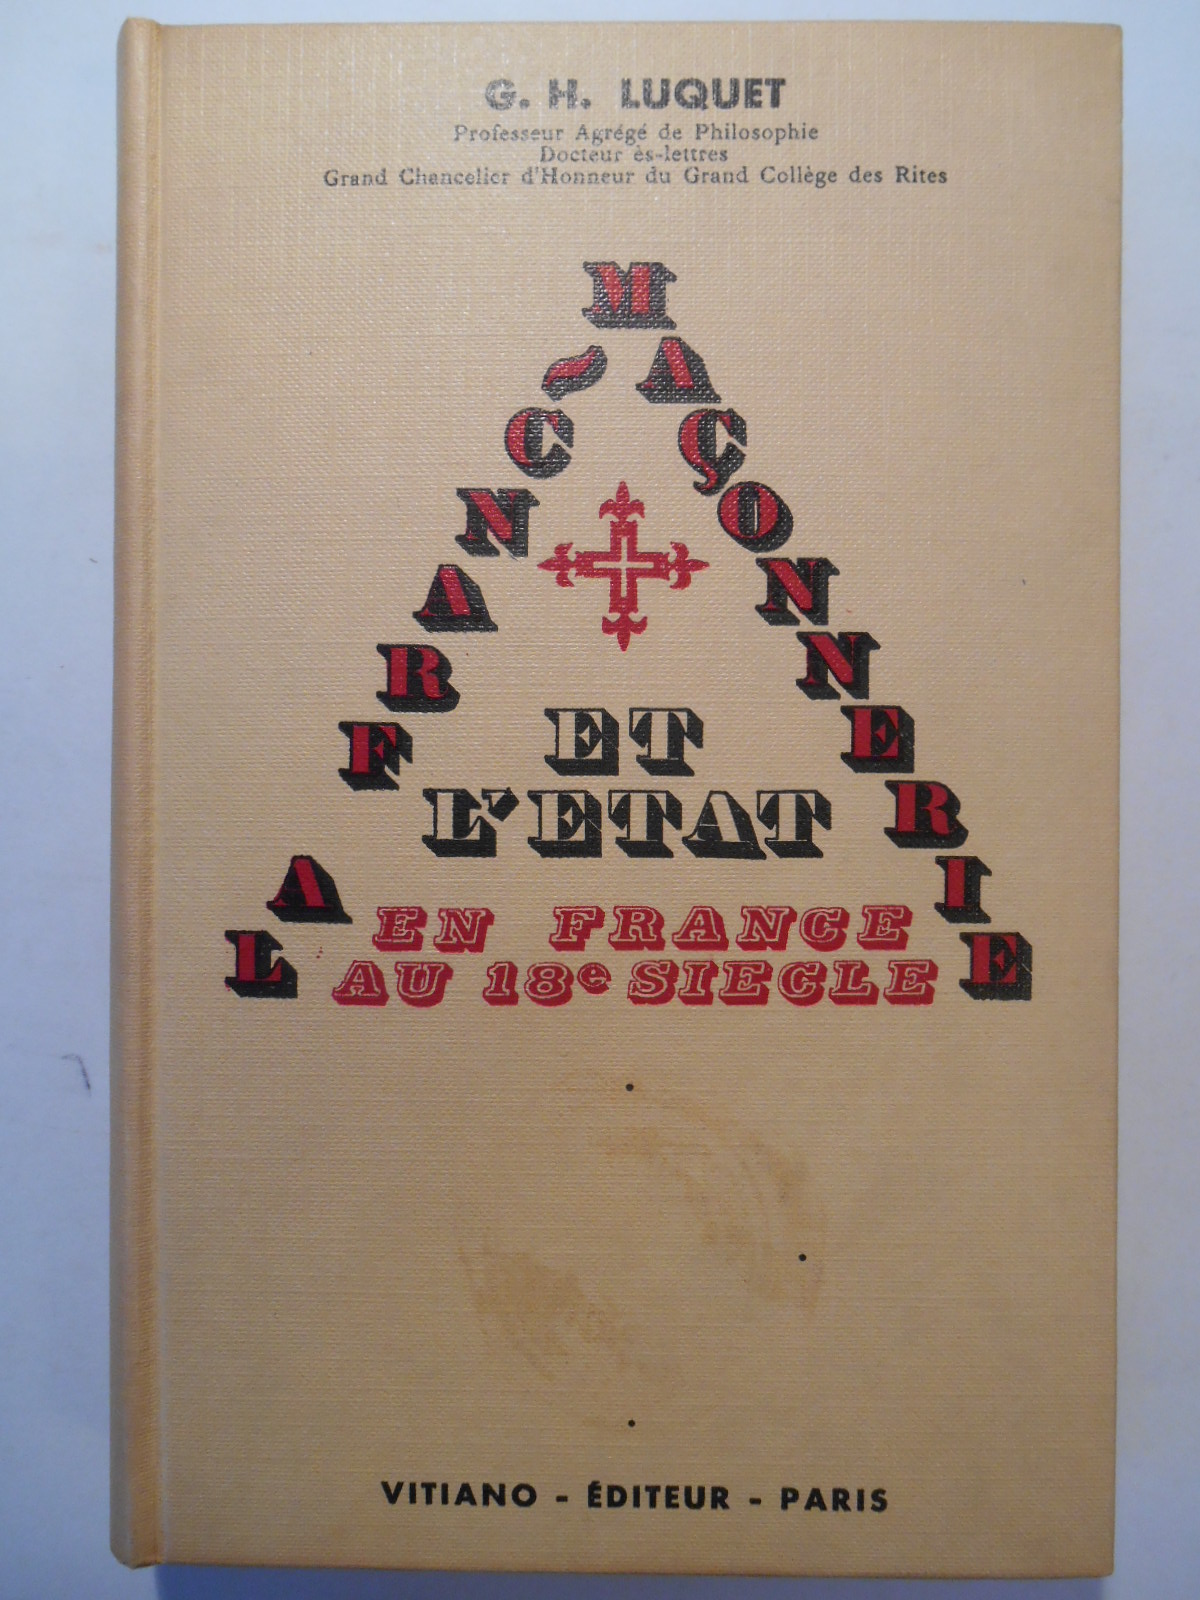 G. H. LUQUET
Professeur Agrégé de Philosophie
Docteur ès-lettres
Grand Chancelier d'Honneur du Grand Collège des Rites
LA FRANC~MAÇONNERIE
ET
L'ETAT
EN FRANCE
AU 18e SIECLE
VITIANO - ÉDITEUR - PARIS